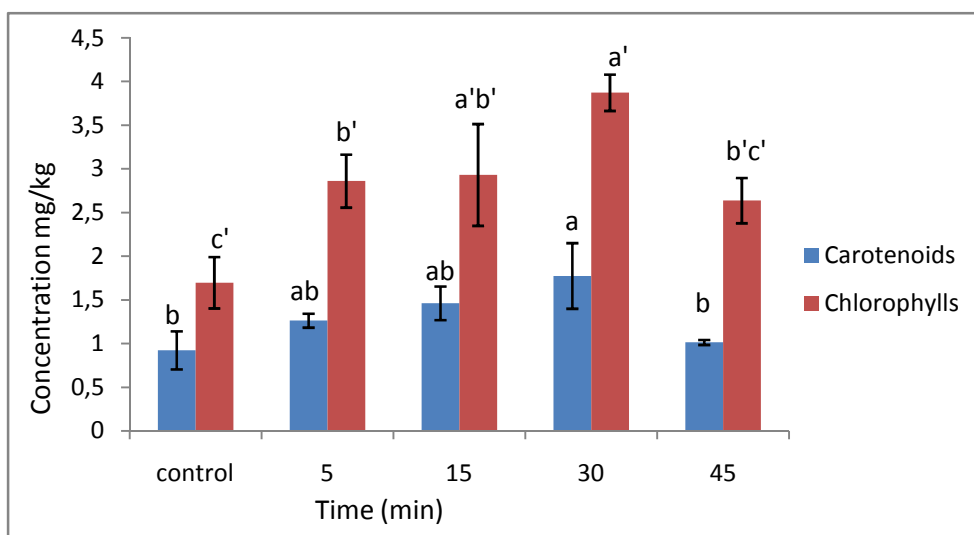 4,5
4
3,5
3
2,5
2
1,5
1
0,5
0
Concentration mg/kg
b
c'
ab
b'
ab
a'b'
a
a'
b
b'c'
control
5
15
30
45
Time (min)
Carotenoids
Chlorophylls